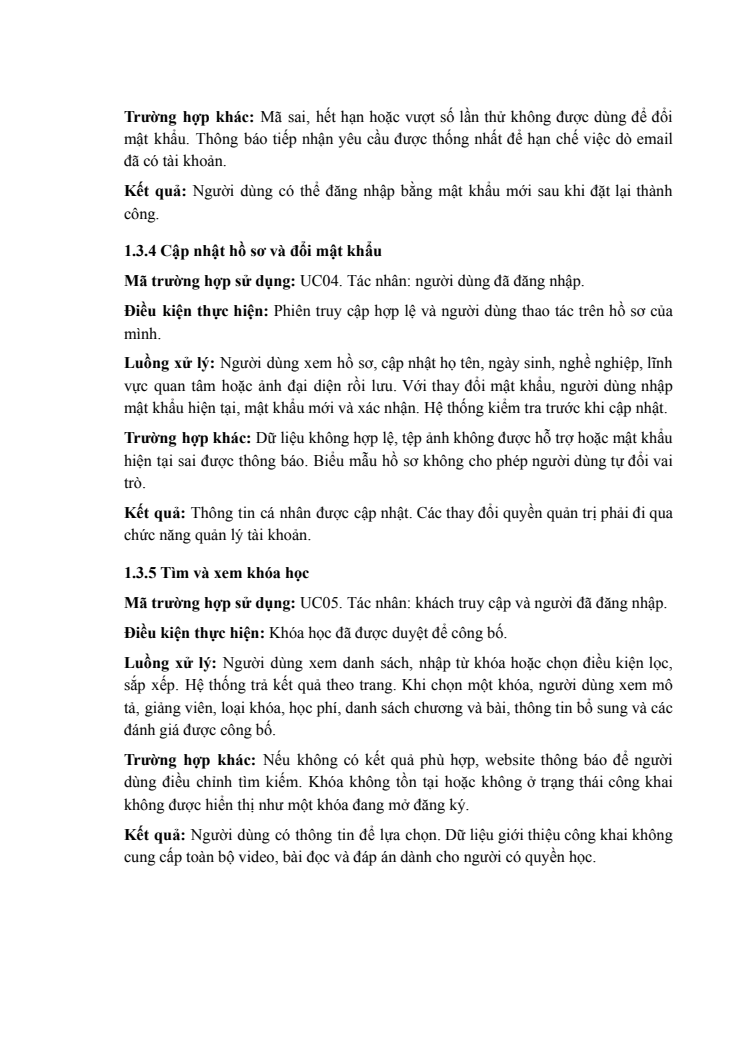 Trường hợp khác: Mã sai, hết hạn hoặc vượt số lần thử không được dùng để đổi
mật khẩu. Thông báo tiếp nhận yêu cầu được thống nhất để hạn chế việc dò email
đã có tài khoản.
Kết quả: Người dùng có thể đăng nhập bằng mật khẩu mới sau khi đặt lại thành
công.
1.3.4 Cập nhật hồ sơ và đổi mật khẩu
Mã trường hợp sử dụng: UC04. Tác nhân: người dùng đã đăng nhập.
Điều kiện thực hiện: Phiên truy cập hợp lệ và người dùng thao tác trên hồ sơ của
mình.
Luồng xử lý: Người dùng xem hồ sơ, cập nhật họ tên, ngày sinh, nghề nghiệp, lĩnh
vực quan tâm hoặc ảnh đại diện rồi lưu. Với thay đổi mật khẩu, người dùng nhập
mật khẩu hiện tại, mật khẩu mới và xác nhận. Hệ thống kiểm tra trước khi cập nhật.
Trường hợp khác: Dữ liệu không hợp lệ, tệp ảnh không được hỗ trợ hoặc mật khẩu
hiện tại sai được thông báo. Biểu mẫu hồ sơ không cho phép người dùng tự đổi vai
trò.
Kết quả: Thông tin cá nhân được cập nhật. Các thay đổi quyền quản trị phải đi qua
chức năng quản lý tài khoản.
1.3.5 Tìm và xem khóa học
Mã trường hợp sử dụng: UC05. Tác nhân: khách truy cập và người đã đăng nhập.
Điều kiện thực hiện: Khóa học đã được duyệt để công bố.
Luồng xử lý: Người dùng xem danh sách, nhập từ khóa hoặc chọn điều kiện lọc,
sắp xếp. Hệ thống trả kết quả theo trang. Khi chọn một khóa, người dùng xem mô
tả, giảng viên, loại khóa, học phí, danh sách chương và bài, thông tin bổ sung và các
đánh giá được công bố.
Trường hợp khác: Nếu không có kết quả phù hợp, website thông báo để người
dùng điều chỉnh tìm kiếm. Khóa không tồn tại hoặc không ở trạng thái công khai
không được hiển thị như một khóa đang mở đăng ký.
Kết quả: Người dùng có thông tin để lựa chọn. Dữ liệu giới thiệu công khai không
cung cấp toàn bộ video, bài đọc và đáp án dành cho người có quyền học.